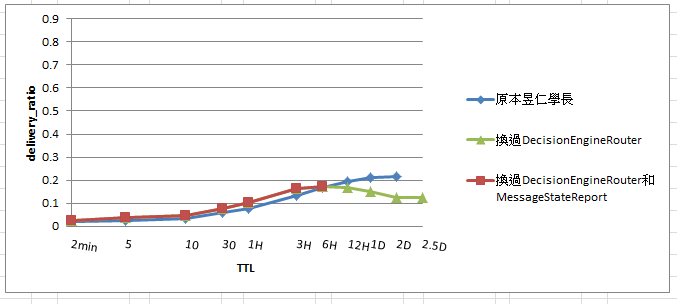 0.9
0.8
0.7
0.6
0.5
0.4
0.3
0.2
0.1
0
delivery_ratio
2min 5 10 30 1H 3H 6H 12H 1D 2D 2.5D
TTL
原本昱仁學長
換過DecisionEngineRouter
換過DecisionEngineRouter和
MessageStateReport